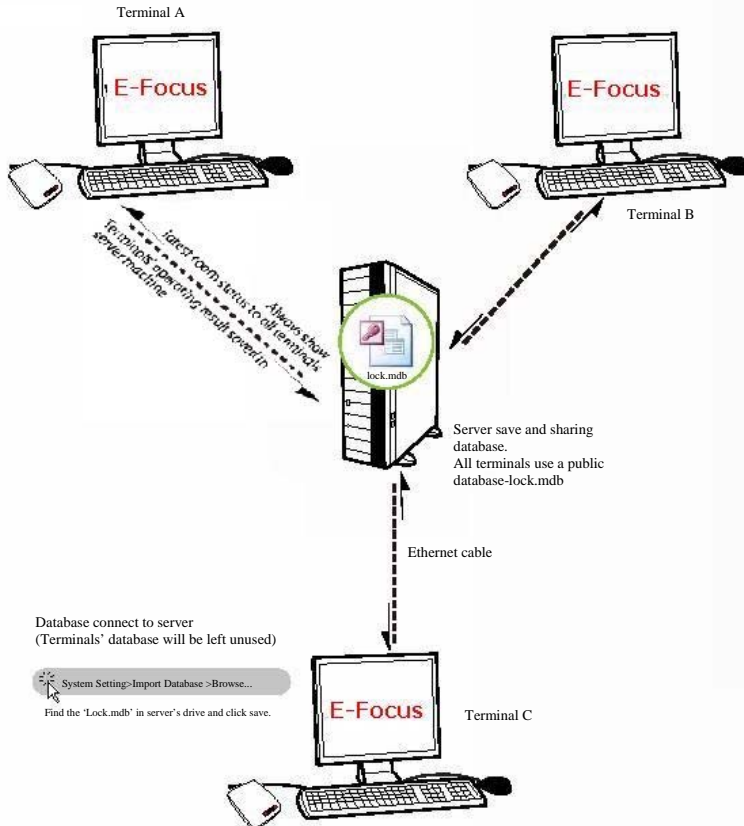 Terminal A
E-Focus
E-Focus
Terminal B
Always show
latest room status to all terminals
Terminals' operating result saver in
server machine
lock.mdb
Server save and sharing
database.
All terminals use a public
database-lock.mdb
Ethernet cable
Database connect to server
(Terminals’ database will be left unused)
System Setting>Import Database >Browse...
Find the ‘Lock.mdb’ in server’s drive and click save.
E-Focus
Terminal C